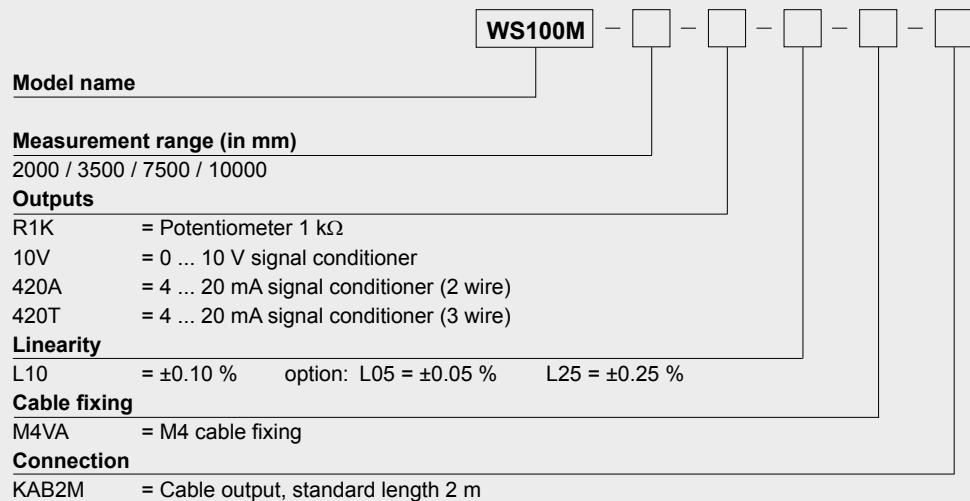 WS100M – – – – –
Model name
Measurement range (in mm)
2000 / 3500 / 7500 / 10000
Outputs
R1K = Potentiometer 1 kΩ
10V = 0 ... 10 V signal conditioner
420A = 4 ... 20 mA signal conditioner (2 wire)
420T = 4 ... 20 mA signal conditioner (3 wire)
Linearity
L10 = ±0.10 % option: L05 = ±0.05 % L25 = ±0.25 %
Cable fixing
M4VA = M4 cable fixing
Connection
KAB2M = Cable output, standard length 2 m